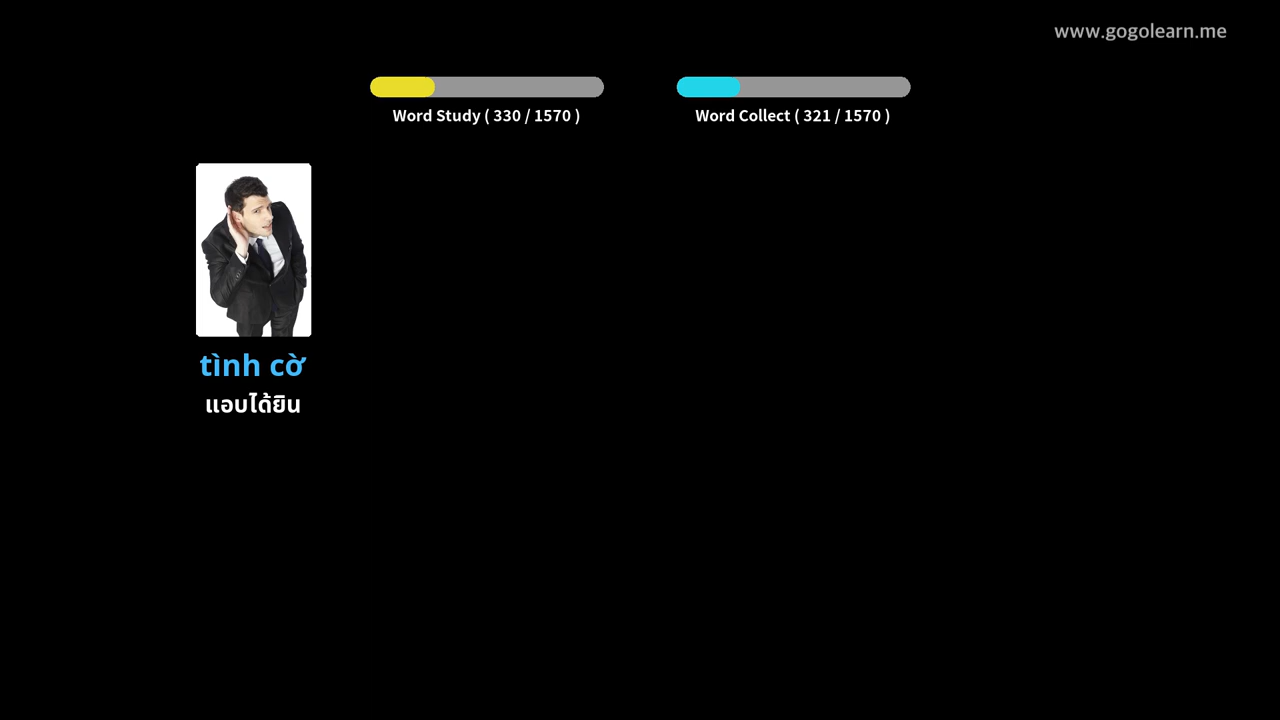 www.gogolearn.me
Word Study ( 330 / 1570 )
Word Collect ( 321 / 1570 )
tình cờ
แอบได้ยิน